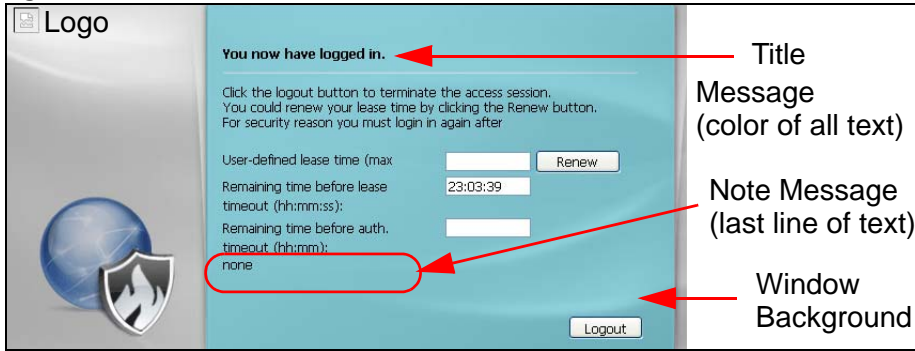 Logo
You now have logged in.
Title
Click the logout button to terminate the access session.
You could renew your lease time by clicking the Renew button.
For security reason you must login in again after
Message
(color of all text)
User-defined lease time (max
Renew
Remaining time before lease
timeout (hh:mm:ss):
23:03:39
Note Message
(last line of text)
Remaining time before auth.
timeout (hh:mm):
none
Window
Background
Logout